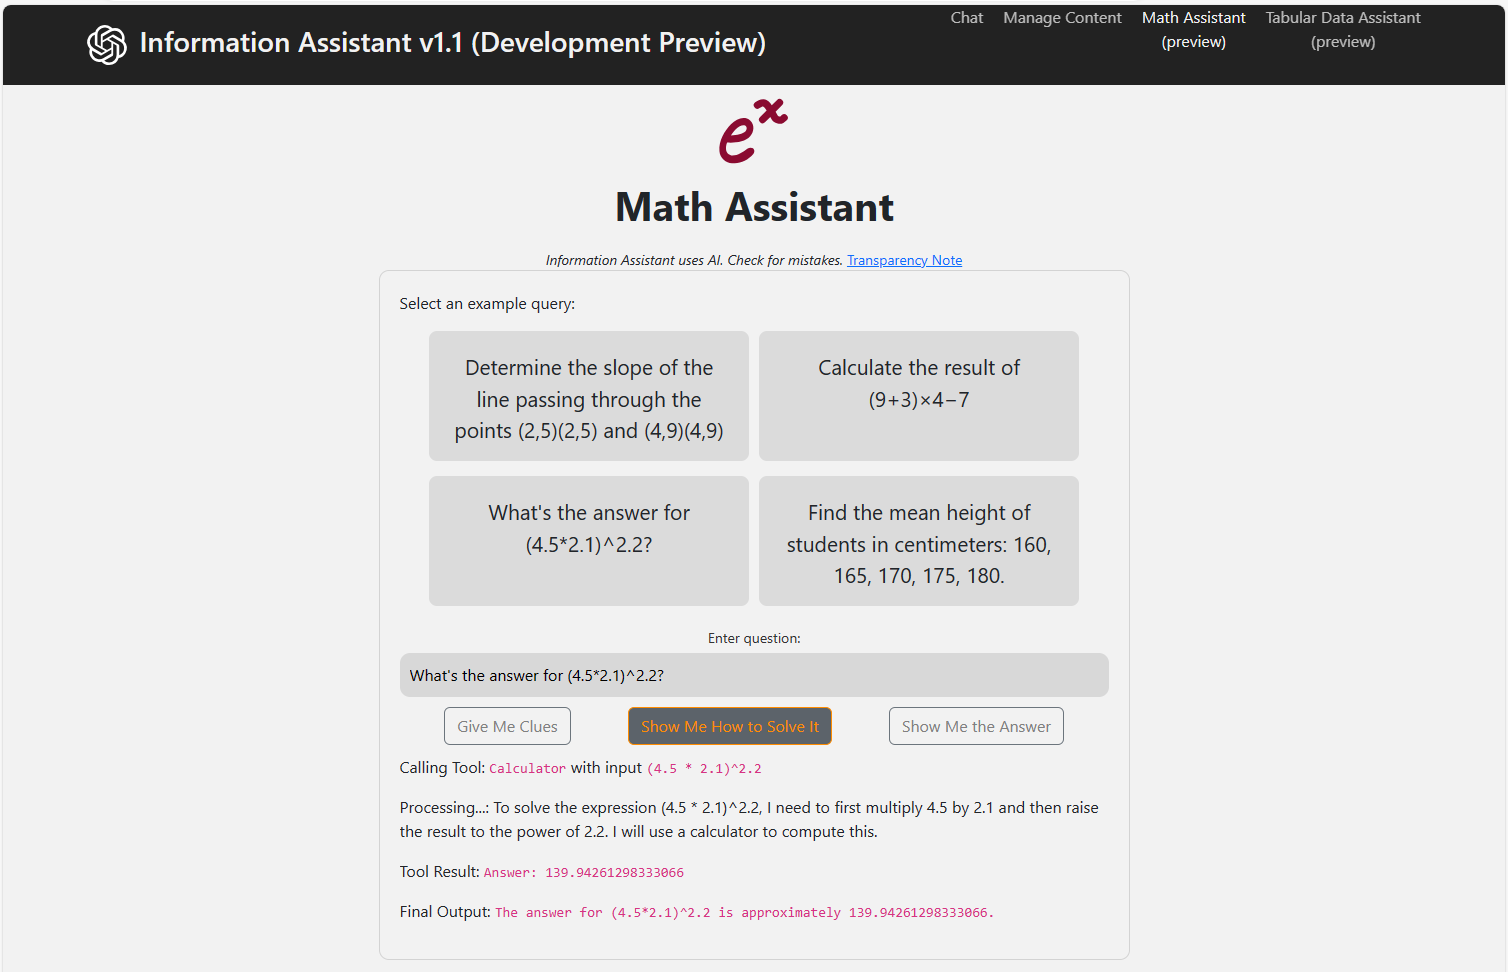 Information Assistant v1.1 (Development Preview)
Chat
Manage Content
Math Assistant
(preview)
Tabular Data Assistant
(preview)
eˣ
Math Assistant
Information Assistant uses AI. Check for mistakes. Transparency Note
Select an example query:
Determine the slope of the
line passing through the
points (2,5)(2,5) and (4,9)(4,9)
Calculate the result of
(9+3)×4−7
What's the answer for
(4.5*2.1)^2.2?
Find the mean height of
students in centimeters: 160,
165, 170, 175, 180.
Enter question:
What's the answer for (4.5*2.1)^2.2?
Give Me Clues
Show Me How to Solve It
Show Me the Answer
Calling Tool: Calculator with input (4.5 * 2.1)^2.2
Processing...: To solve the expression (4.5 * 2.1)^2.2, I need to first multiply 4.5 by 2.1 and then raise
the result to the power of 2.2. I will use a calculator to compute this.
Tool Result: Answer: 139.94261298333066
Final Output: The answer for (4.5*2.1)^2.2 is approximately 139.94261298333066.